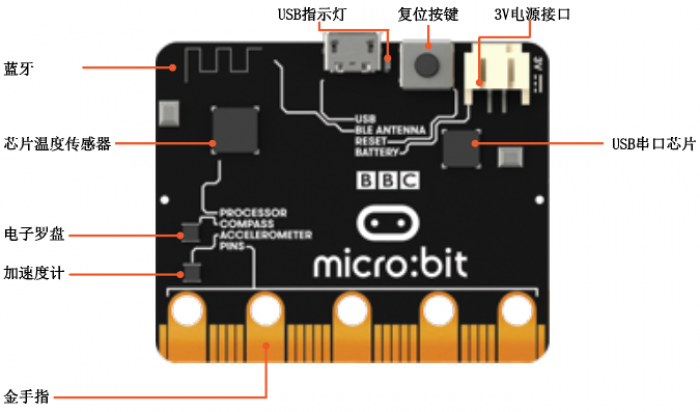 USB指示灯
复位按键
3V电源接口
蓝牙
3V
USB
BLE ANTENNA
RESET
BATTERY
芯片温度传感器
USB串口芯片
BBC
PROCESSOR
COMPASS
ACCELEROMETER
PINS
电子罗盘
micro:bit
加速度计
金手指